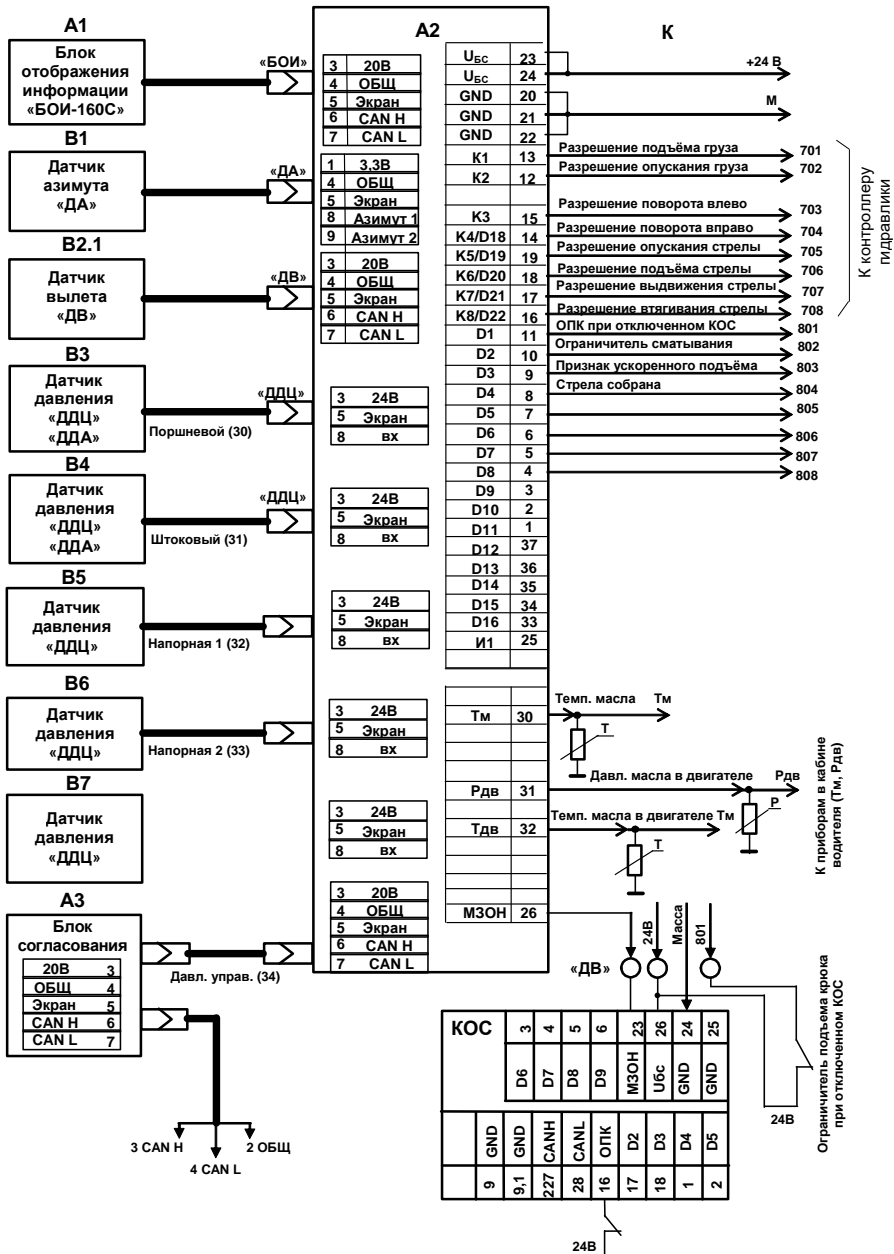 А1
Блок
отображения
информации
«БОИ-160С»
«БОИ»
В1
Датчик
азимута
«ДА»
«ДА»
В2.1
Датчик
вылета
«ДВ»
«ДВ»
В3
Датчик
давления
«ДДЦ»
«ДДА»
«ДДЦ»
Поршневой (30)
В4
Датчик
давления
«ДДЦ»
«ДДА»
«ДДЦ»
Штоковый (31)
В5
Датчик
давления
«ДДЦ»
Напорная 1 (32)
В6
Датчик
давления
«ДДЦ»
Напорная 2 (33)
В7
Датчик
давления
«ДДЦ»
А3
Блок
согласования
20В 3
ОБЩ 4
Экран 5
CAN H 6
CAN L 7
Давл. управ. (34)
3 CAN H
4 CAN L
2 ОБЩ
А2
3 20В
4 ОБЩ
5 Экран
6 CAN H
7 CAN L
1 3,3В
4 ОБЩ
5 Экран
8 Азимут 1
9 Азимут 2
3 20В
4 ОБЩ
5 Экран
6 CAN H
7 CAN L
3 24В
5 Экран
8 вх
3 24В
5 Экран
8 вх
3 24В
5 Экран
8 вх
3 24В
5 Экран
8 вх
3 24В
5 Экран
8 вх
3 20В
4 ОБЩ
5 Экран
6 CAN H
7 CAN L
К
UБС 23
UБС 24
+24 В
GND 20
GND 21
М
GND 22
К1 13 Разрешение подъёма груза 701
К2 12 Разрешение опускания груза 702
К3 15 Разрешение поворота влево 703
K4/D18 14 Разрешение поворота вправо 704
K5/D19 19 Разрешение опускания стрелы 705
K6/D20 18 Разрешение подъёма стрелы 706
K7/D21 17 Разрешение выдвижения стрелы 707
K8/D22 16 Разрешение втягивания стрелы 708
D1 11 ОПК при отключенном КОС 801
D2 10 Ограничитель сматывания 802
D3 9 Признак ускоренного подъёма 803
D4 8 Стрела собрана 804
D5 7 805
D6 6 806
D7 5 807
D8 4 808
D9 3
D10 2
D11 1
D12 37
D13 36
D14 35
D15 34
D16 33
И1 25
К контроллеру
гидравлики
Тм 30 Темп. масла Тм
Т
Рдв 31 Давл. масла в двигателе Рдв
Р
Тдв 32 Темп. масла в двигателе Тм
Т
К приборам в кабине
водителя (Тм, Рдв)
МЗОН 26
«ДВ»
24В
Масса
801
КОС
3 4 5 6 23 26 24 25
D6 D7 D8 D9 МЗОН Uбс GND GND
GND GND CANH CANL ОПК D2 D3 D4 D5
9 9,1 227 28 16 17 18 1 2
24В
24В
Ограничитель подъема крюка
при отключенном КОС